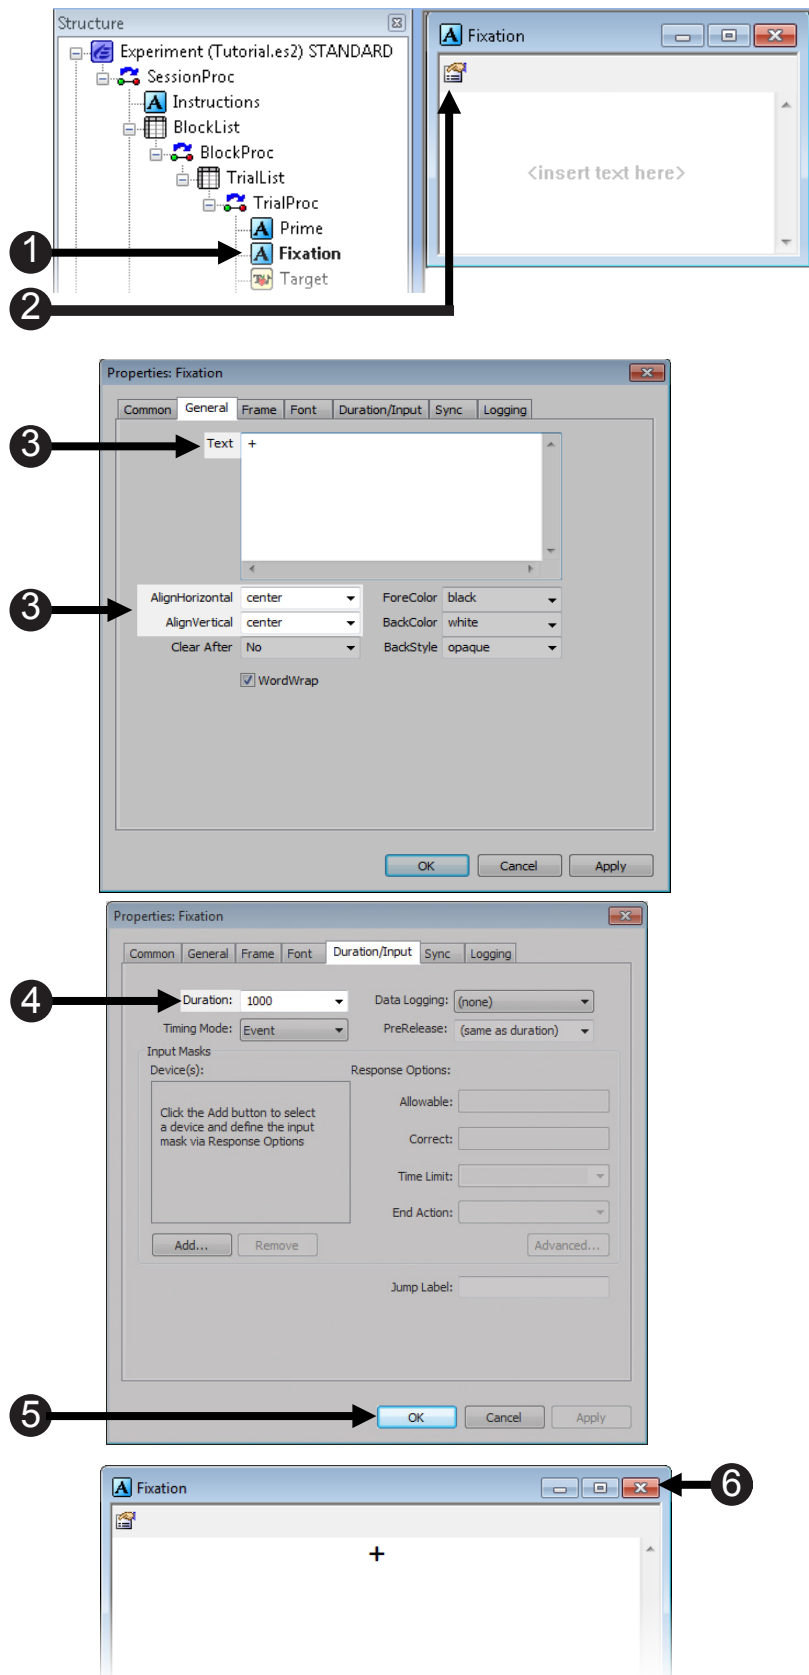 Structure
Experiment (Tutorial.es2) STANDARD
SessionProc
A Instructions
BlockList
BlockProc
TrialList
TrialProc
A Prime
1 A Fixation
Target
2
A Fixation
<insert text here>
Properties: Fixation
Common General Frame Font Duration/Input Sync Logging
3 Text +
3 AlignHorizontal center ForeColor black
AlignVertical center BackColor white
Clear After No BackStyle opaque
WordWrap
OK Cancel Apply
Properties: Fixation
Common General Frame Font Duration/Input Sync Logging
4 Duration: 1000 Data Logging: (none)
Timing Mode: Event PreRelease: (same as duration)
Input Masks
Device(s): Response Options:
Click the Add button to select
a device and define the input
mask via Response Options
Allowable:
Correct:
Time Limit:
End Action:
Add... Remove Advanced...
Jump Label:
5 OK Cancel Apply
A Fixation 6
+